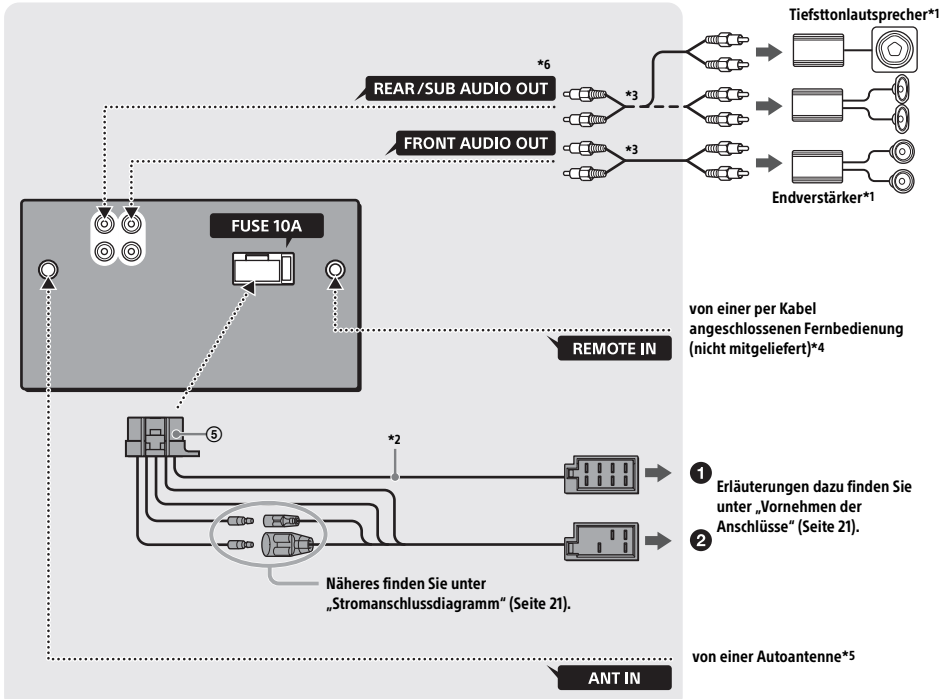 Tiefsttonlautsprecher*1
*6
REAR/SUB AUDIO OUT
*3
FRONT AUDIO OUT
*3
Endverstärker*1
FUSE 10A
von einer per Kabel
angeschlossenen Fernbedienung
(nicht mitgeliefert)*4
REMOTE IN
⑤
*2
❶
Erläuterungen dazu finden Sie
unter „Vornehmen der
Anschlüsse“ (Seite 21).
❷
Näheres finden Sie unter
„Stromanschlussdiagramm“ (Seite 21).
von einer Autoantenne*5
ANT IN